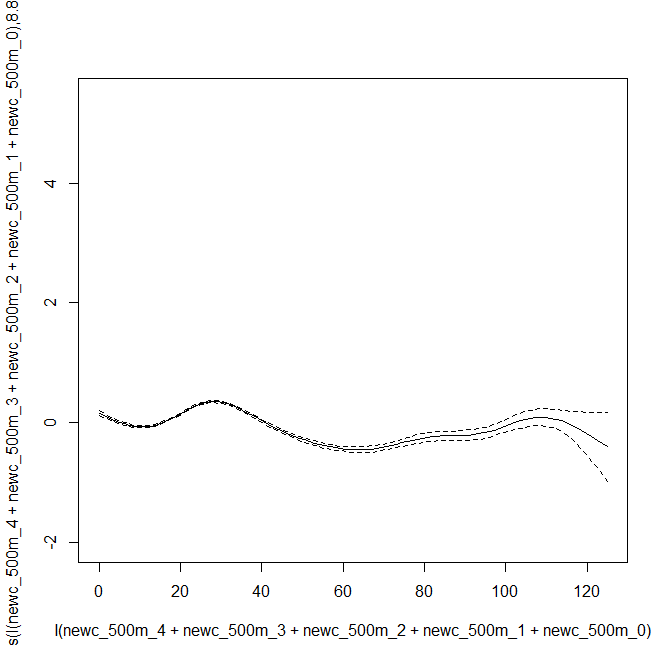 s(I(newc_500m_4 + newc_500m_3 + newc_500m_2 + newc_500m_1 + newc_500m_0),8.8
4
2
0
-2
0 20 40 60 80 100 120
I(newc_500m_4 + newc_500m_3 + newc_500m_2 + newc_500m_1 + newc_500m_0)